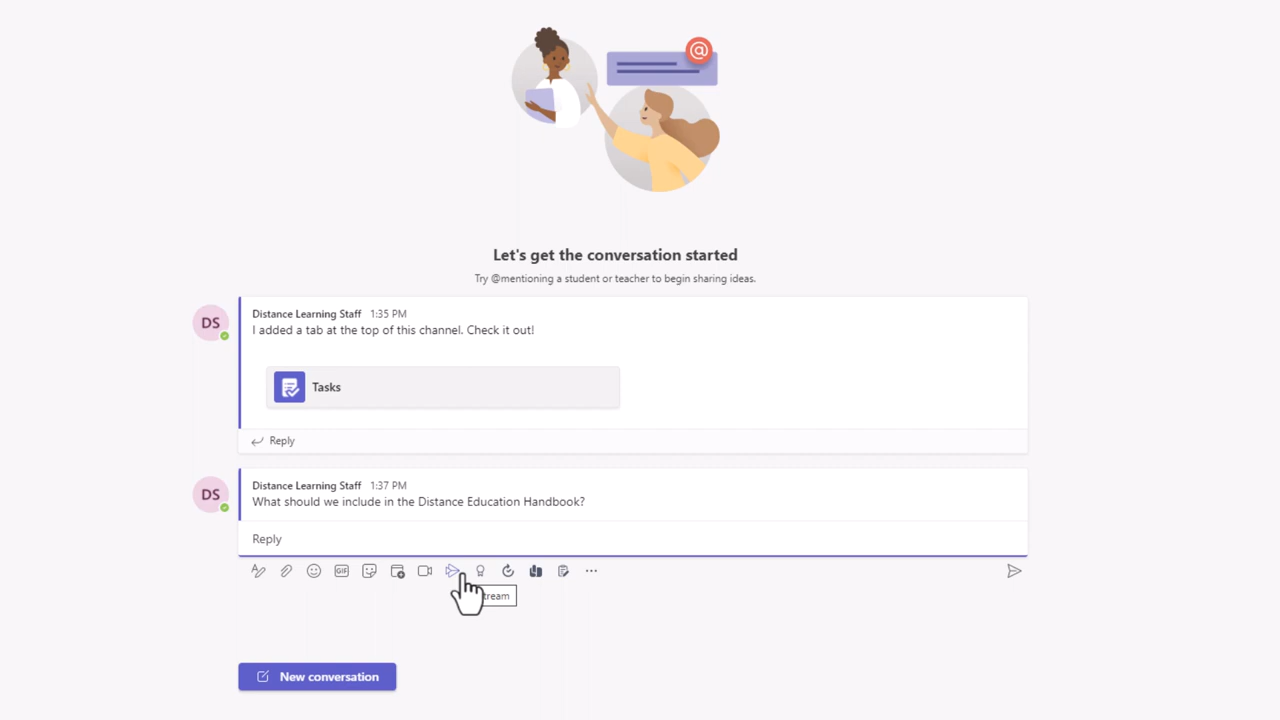 @
Let's get the conversation started
Try @mentioning a student or teacher to begin sharing ideas.
DS
Distance Learning Staff 1:35 PM
I added a tab at the top of this channel. Check it out!
Tasks
Reply
DS
Distance Learning Staff 1:37 PM
What should we include in the Distance Education Handbook?
Reply
GIF
New conversation